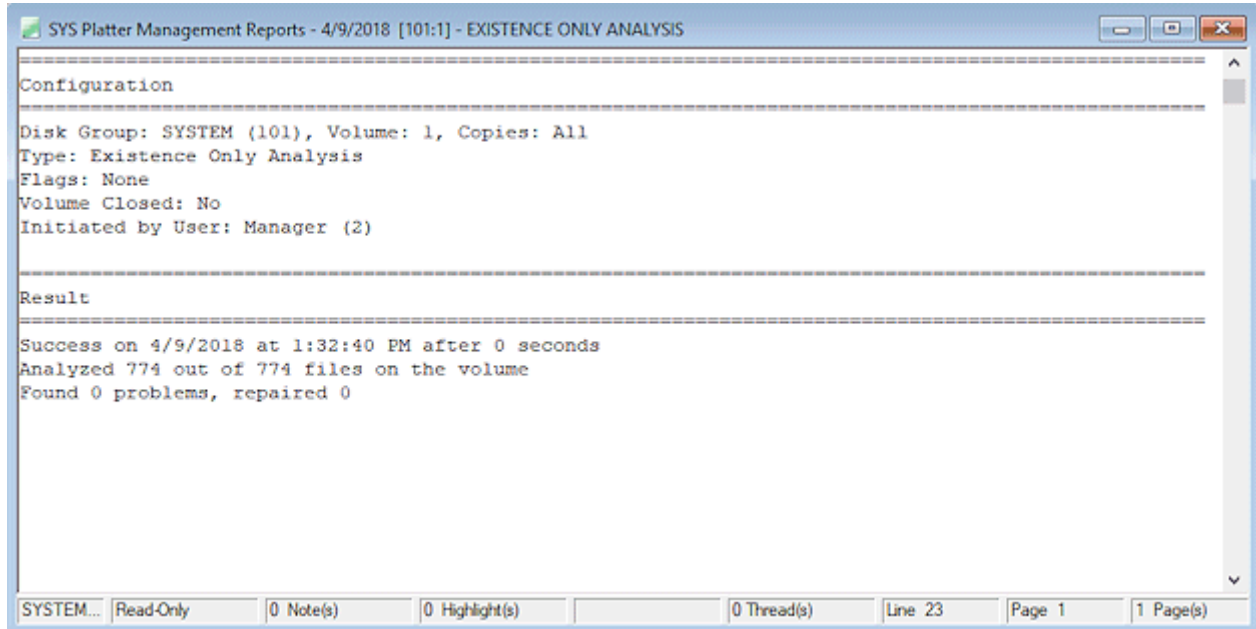 SYS Platter Management Reports - 4/9/2018 [101:1] - EXISTENCE ONLY ANALYSIS
====================================================================================================
Configuration
====================================================================================================
Disk Group: SYSTEM (101), Volume: 1, Copies: All
Type: Existence Only Analysis
Flags: None
Volume Closed: No
Initiated by User: Manager (2)
====================================================================================================
Result
====================================================================================================
Success on 4/9/2018 at 1:32:40 PM after 0 seconds
Analyzed 774 out of 774 files on the volume
Found 0 problems, repaired 0
SYSTEM... Read-Only 0 Note(s) 0 Highlight(s) 0 Thread(s) Line 23 Page 1 1 Page(s)